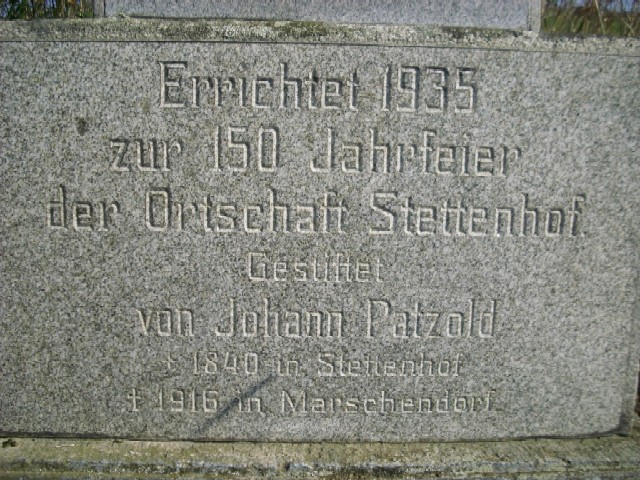 Errichtet 1935
zur 150 Jahrfeier
der Ortschaft Stettenhof.
Gestiftet
von Johann Patzold
† 1840 in Stettenhof
† 1916 in Marschendorf.